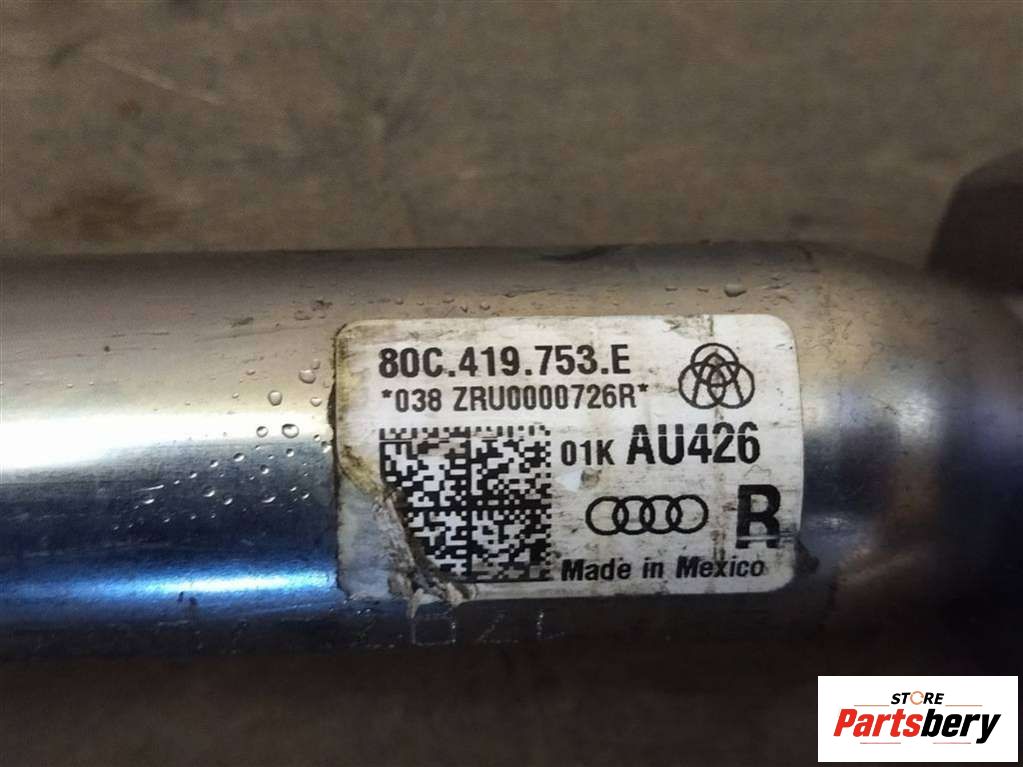 80C.419.753.E
*038 ZRU0000726R*
01K AU426
R
Made in Mexico
STORE
Partsbery